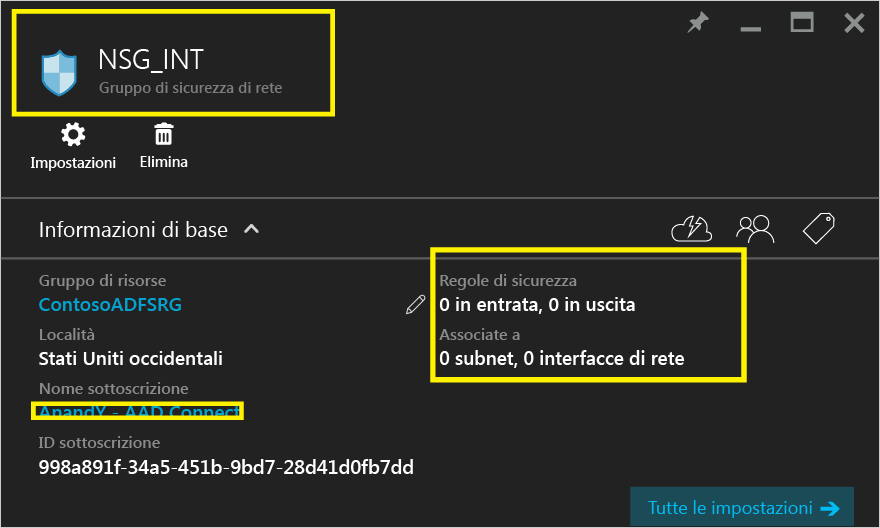 NSG_INT
Gruppo di sicurezza di rete
Impostazioni
Elimina
Informazioni di base
Gruppo di risorse
ContosoADFSRG
Località
Stati Uniti occidentali
Nome sottoscrizione
AnandY - AAD Connect
ID sottoscrizione
998a891f-34a5-451b-9bd7-28d41d0fb7dd
Regole di sicurezza
0 in entrata, 0 in uscita
Associate a
0 subnet, 0 interfacce di rete
Tutte le impostazioni